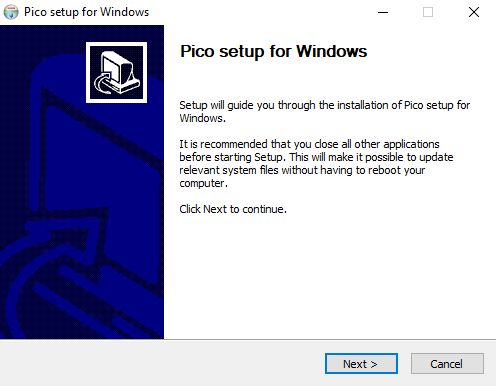 Pico setup for Windows
Pico setup for Windows
Setup will guide you through the installation of Pico setup for
Windows.
It is recommended that you close all other applications
before starting Setup. This will make it possible to update
relevant system files without having to reboot your
computer.
Click Next to continue.
Next >
Cancel